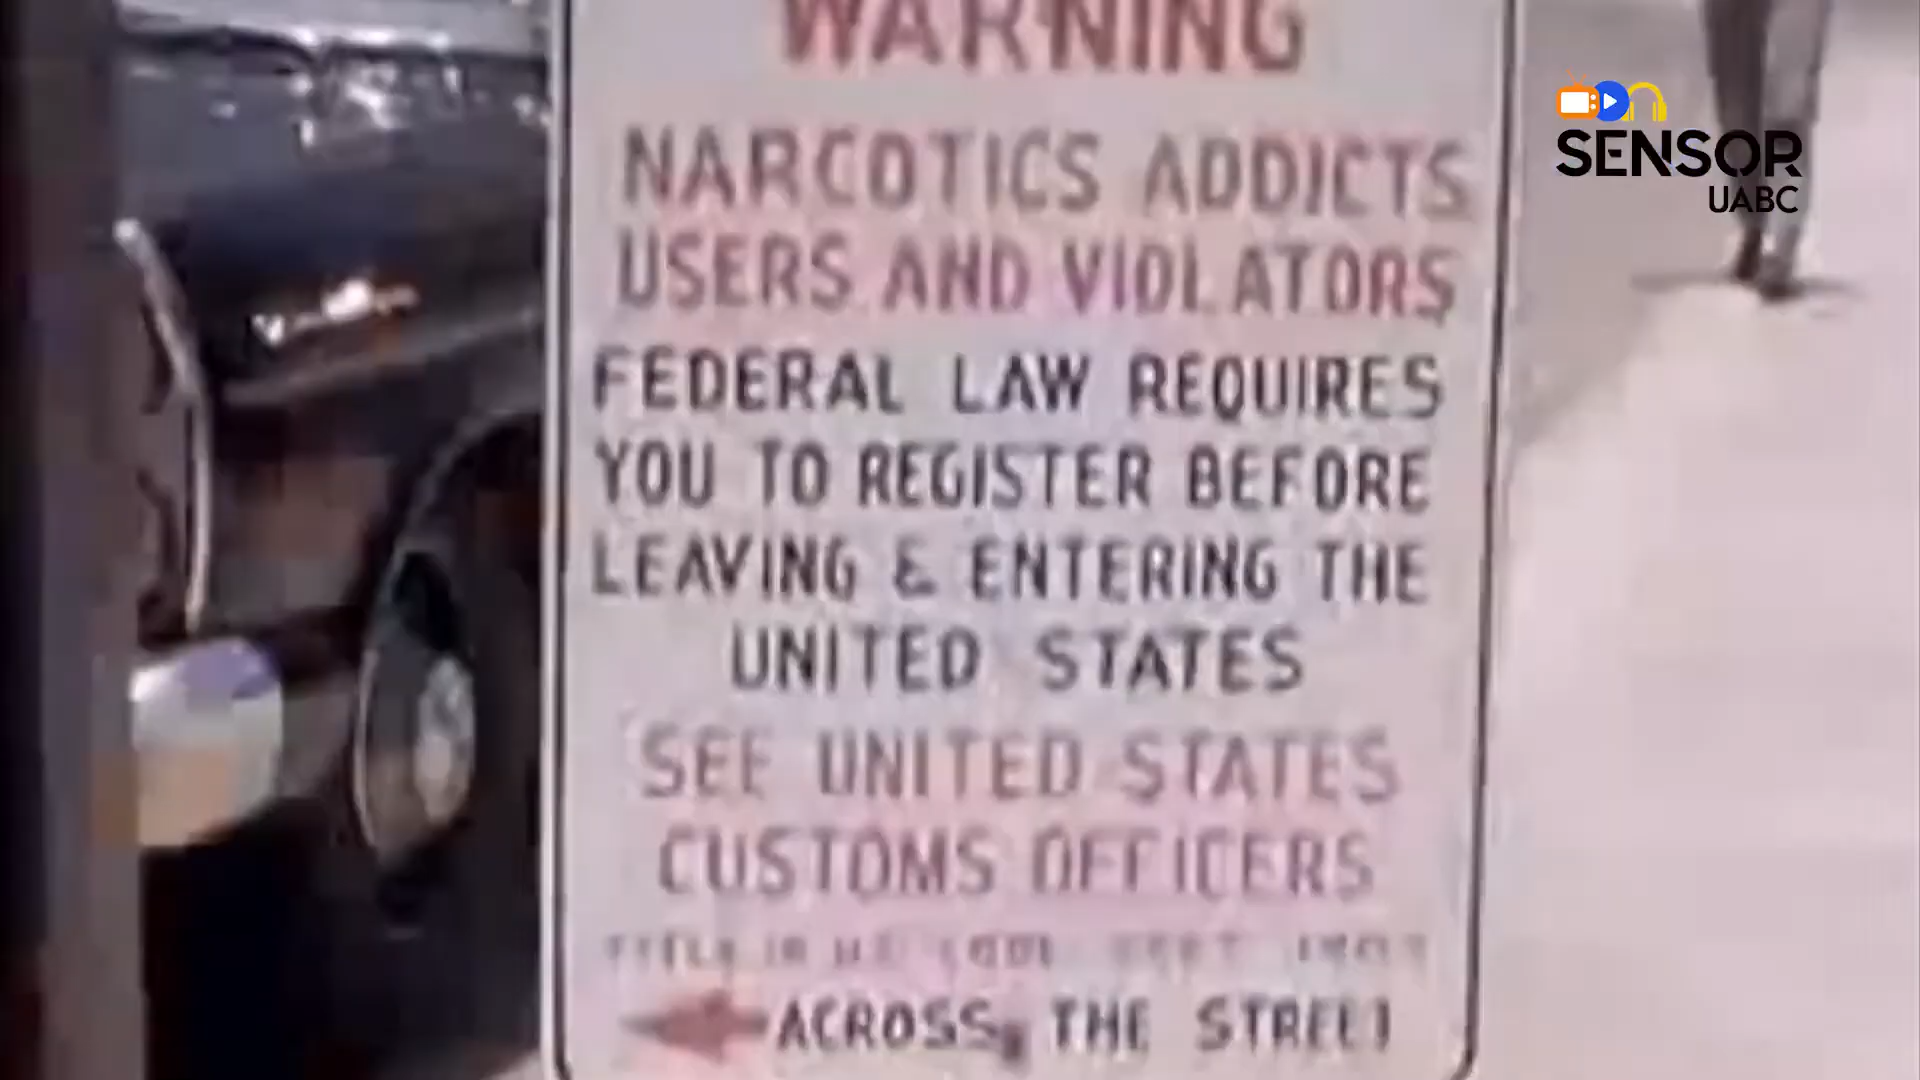 WARNING
NARCOTICS ADDICTS
USERS AND VIOLATORS
FEDERAL LAW REQUIRES
YOU TO REGISTER BEFORE
LEAVING & ENTERING THE
UNITED STATES
SEE UNITED STATES
CUSTOMS OFFICERS
ACROSS THE STREET
SENSOR
UABC